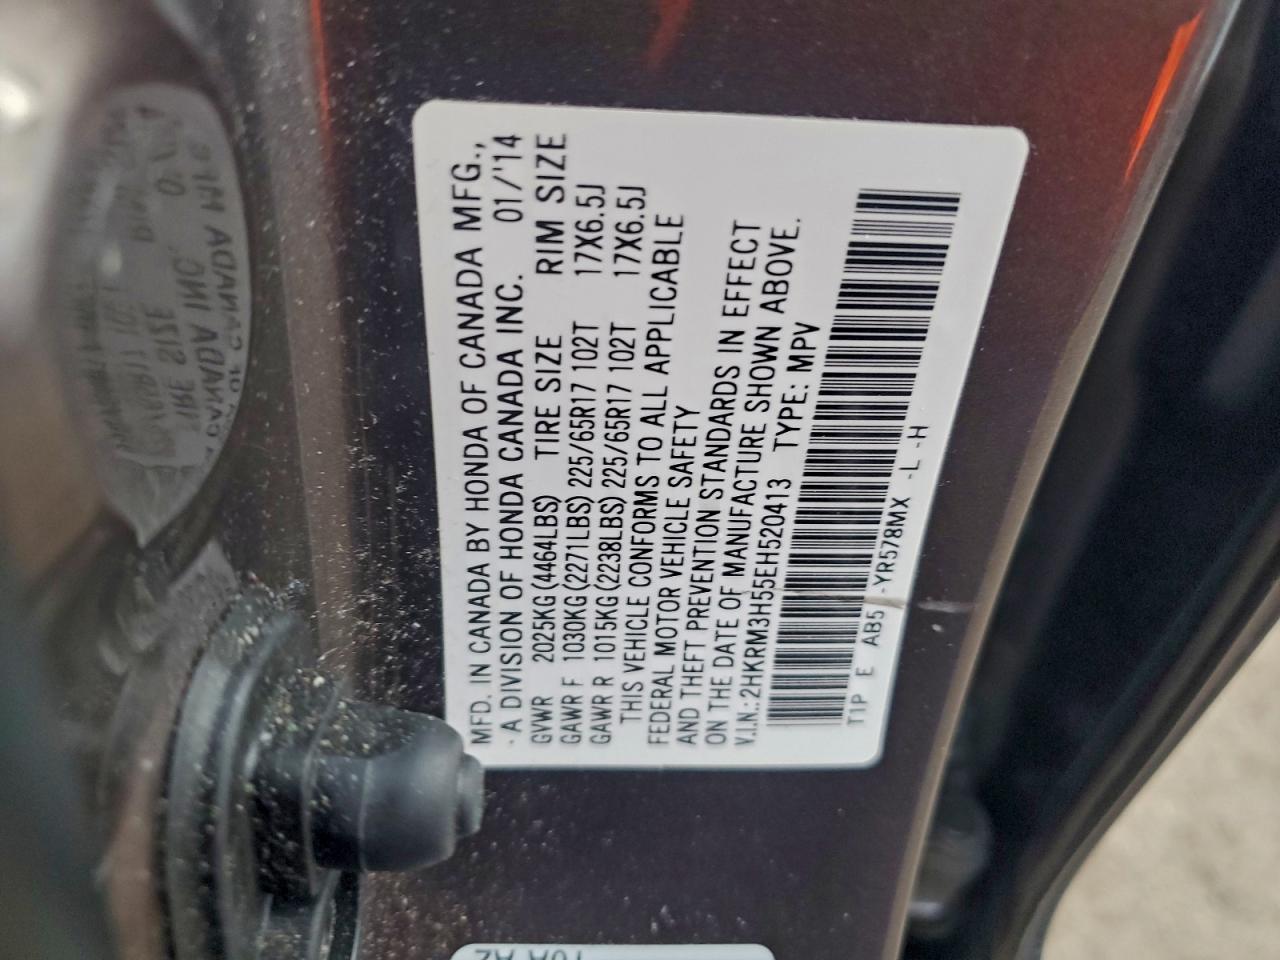 MFD. IN CANADA BY HONDA OF CANADA MFG.,
- A DIVISION OF HONDA CANADA INC. 01/'14
GVWR 2025KG(4464LBS) TIRE SIZE RIM SIZE
GAWR F 1030KG(2271LBS) 225/65R17 102T 17X6.5J
GAWR R 1015KG(2238LBS) 225/65R17 102T 17X6.5J
THIS VEHICLE CONFORMS TO ALL APPLICABLE
FEDERAL MOTOR VEHICLE SAFETY
AND THEFT PREVENTION STANDARDS IN EFFECT
ON THE DATE OF MANUFACTURE SHOWN ABOVE.
V.I.N.:2HKRM3H55EH520413 TYPE: MPV
T1P E AB5 -YR578MX -L -H